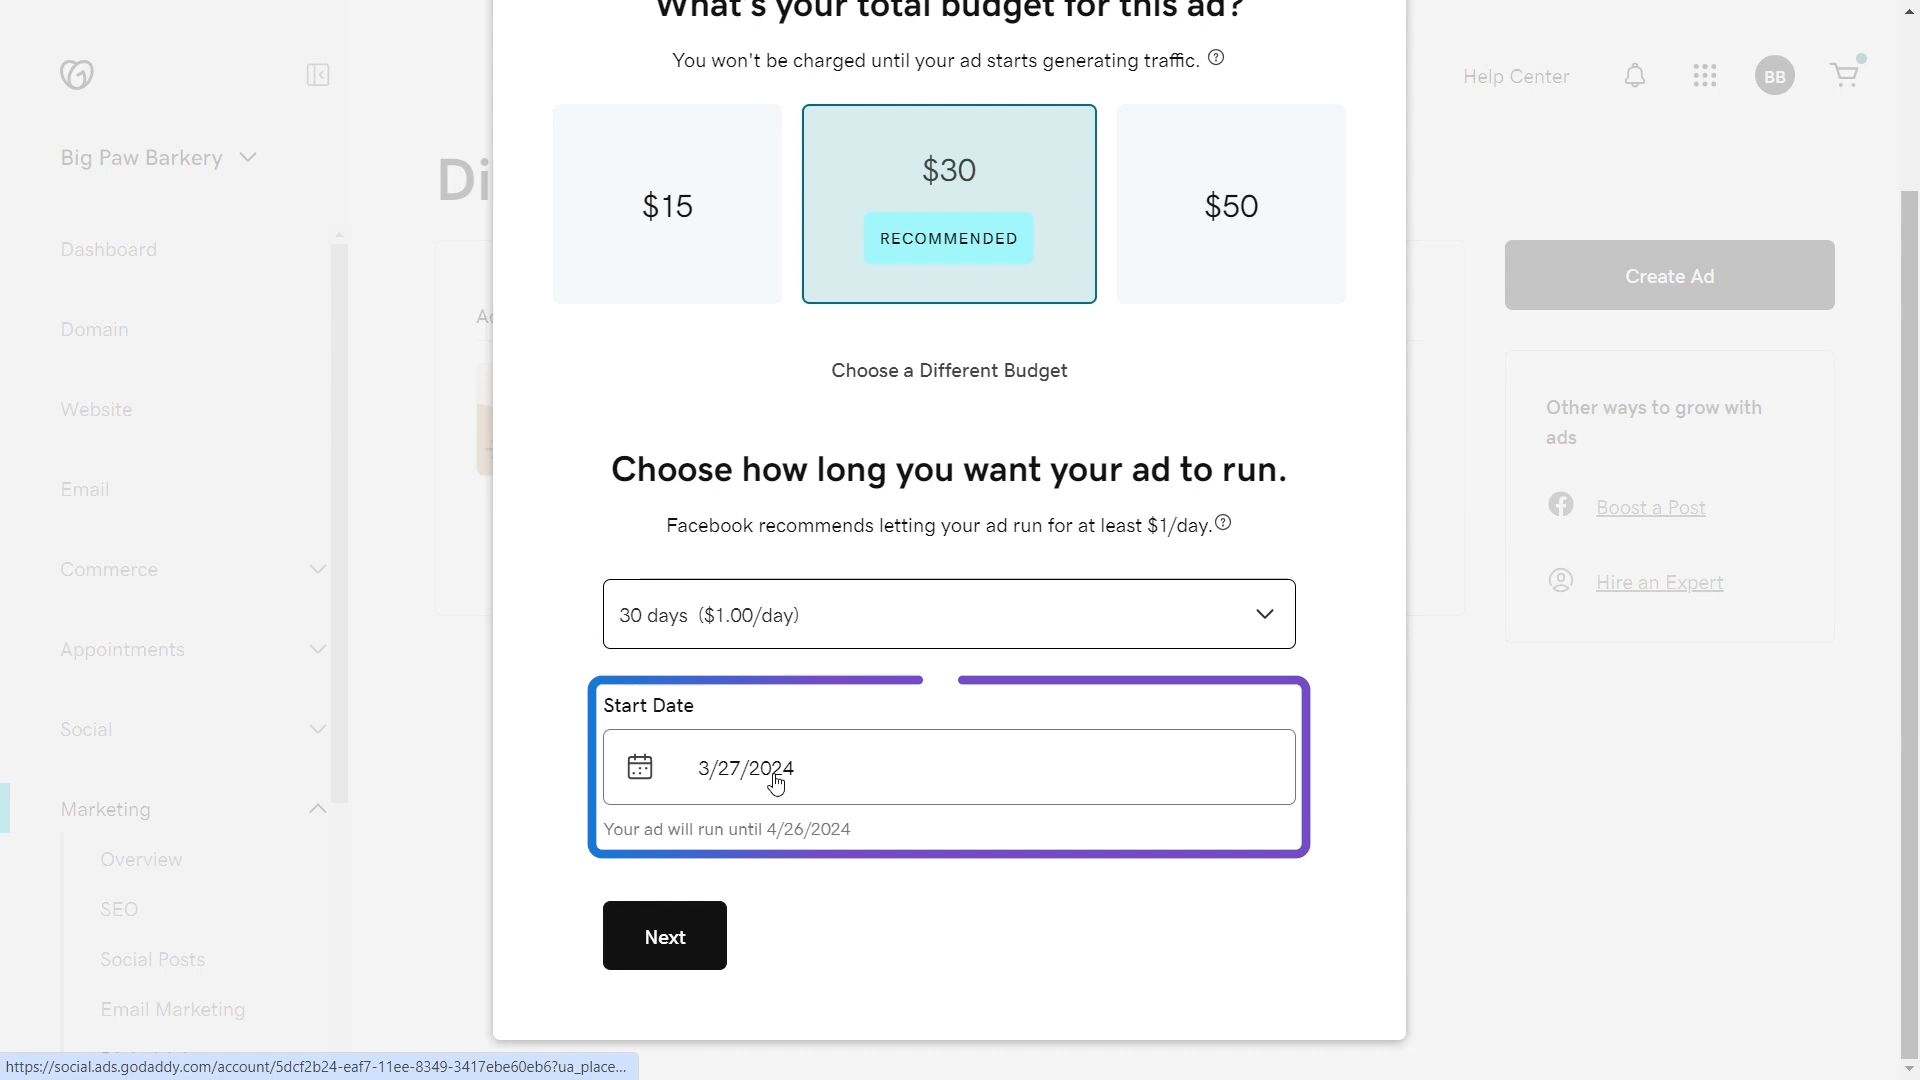 What's your total budget for this ad?
You won't be charged until your ad starts generating traffic.
Help Center
BB
Big Paw Barkery
Di
$15
$30
RECOMMENDED
$50
Dashboard
Create Ad
Ad
Domain
Choose a Different Budget
Website
Other ways to grow with
ads
Choose how long you want your ad to run.
Email
Boost a Post
Facebook recommends letting your ad run for at least $1/day.
Commerce
Hire an Expert
30 days ($1.00/day)
Appointments
Start Date
Social
3/27/2024
Marketing
Your ad will run until 4/26/2024
Overview
SEO
Next
Social Posts
Email Marketing
https://social.ads.godaddy.com/account/5dcf2b24-eaf7-11ee-8349-3417ebe60eb6?ua_place...